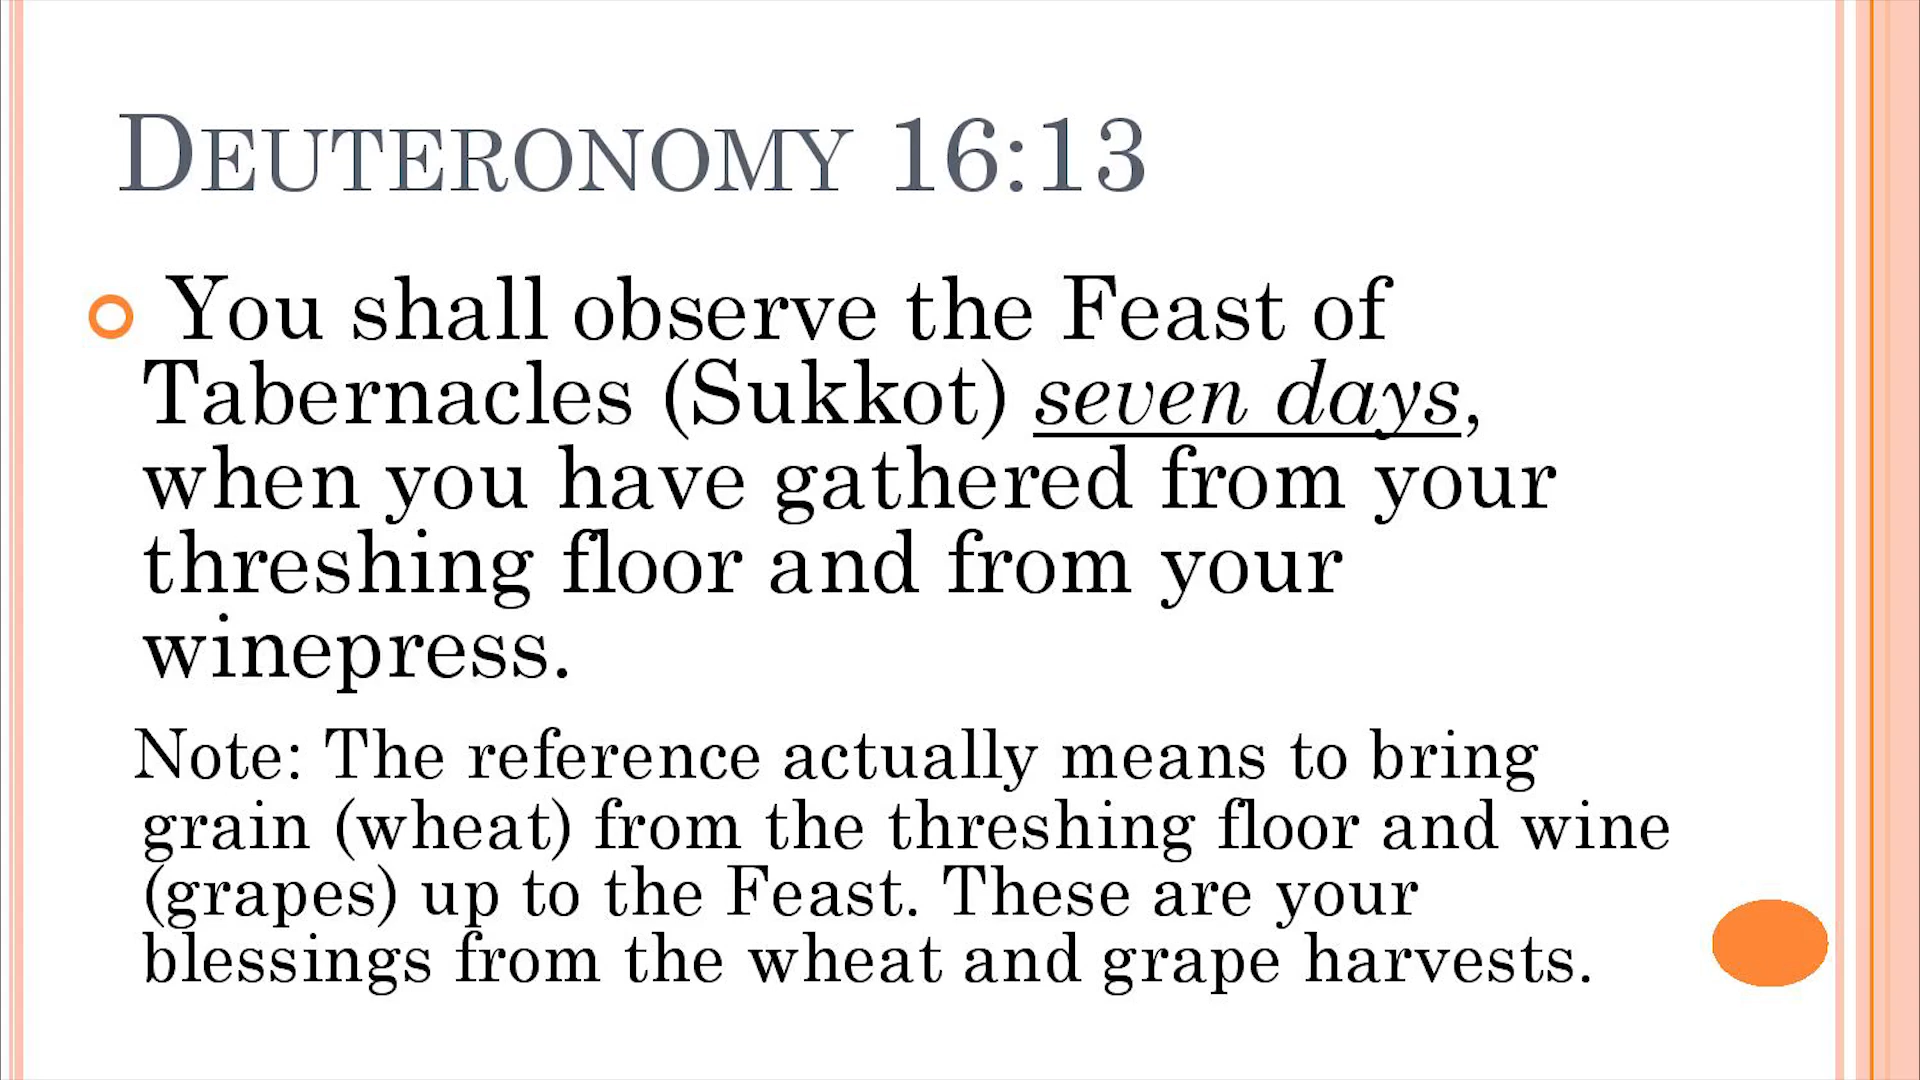 DEUTERONOMY 16:13
You shall observe the Feast of
Tabernacles (Sukkot) seven days,
when you have gathered from your
threshing floor and from your
winepress.
Note: The reference actually means to bring
grain (wheat) from the threshing floor and wine
(grapes) up to the Feast. These are your
blessings from the wheat and grape harvests.